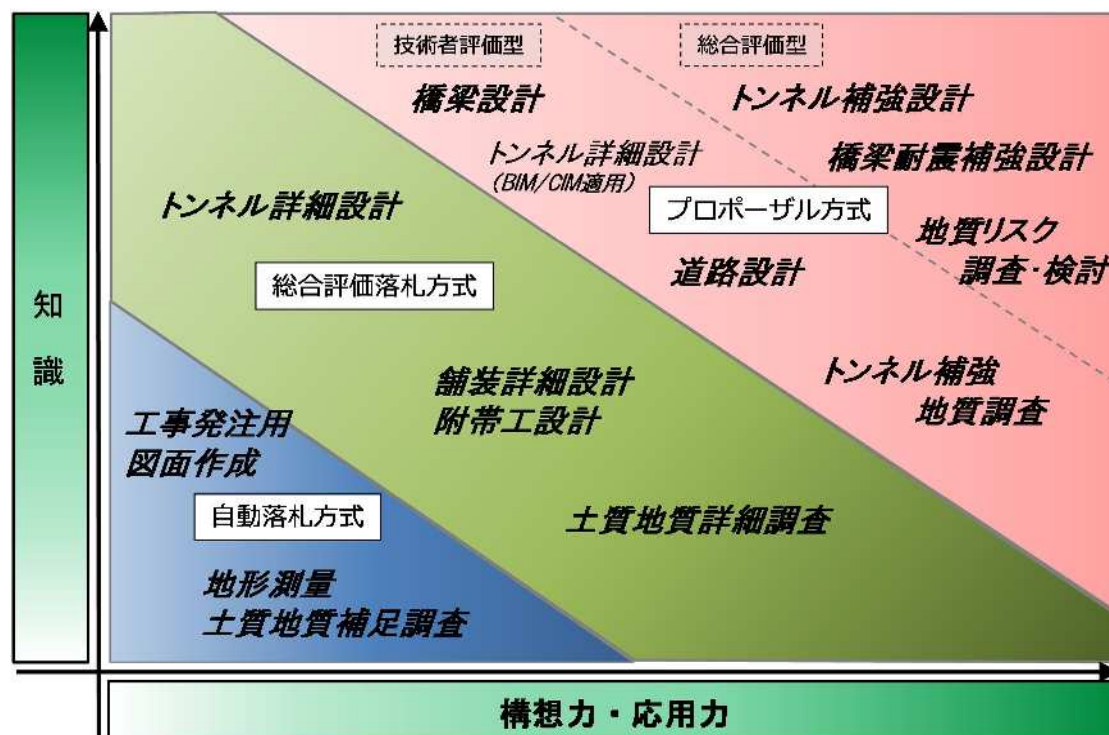 技術者評価型
総合評価型
橋梁設計
トンネル補強設計
トンネル詳細設計
(BIM/CIM適用)
橋梁耐震補強設計
トンネル詳細設計
プロポーザル方式
地質リスク
調査・検討
道路設計
総合評価落札方式
知
識
舗装詳細設計
附帯工設計
トンネル補強
地質調査
工事発注用
図面作成
自動落札方式
土質地質詳細調査
地形測量
土質地質補足調査
構想力・応用力